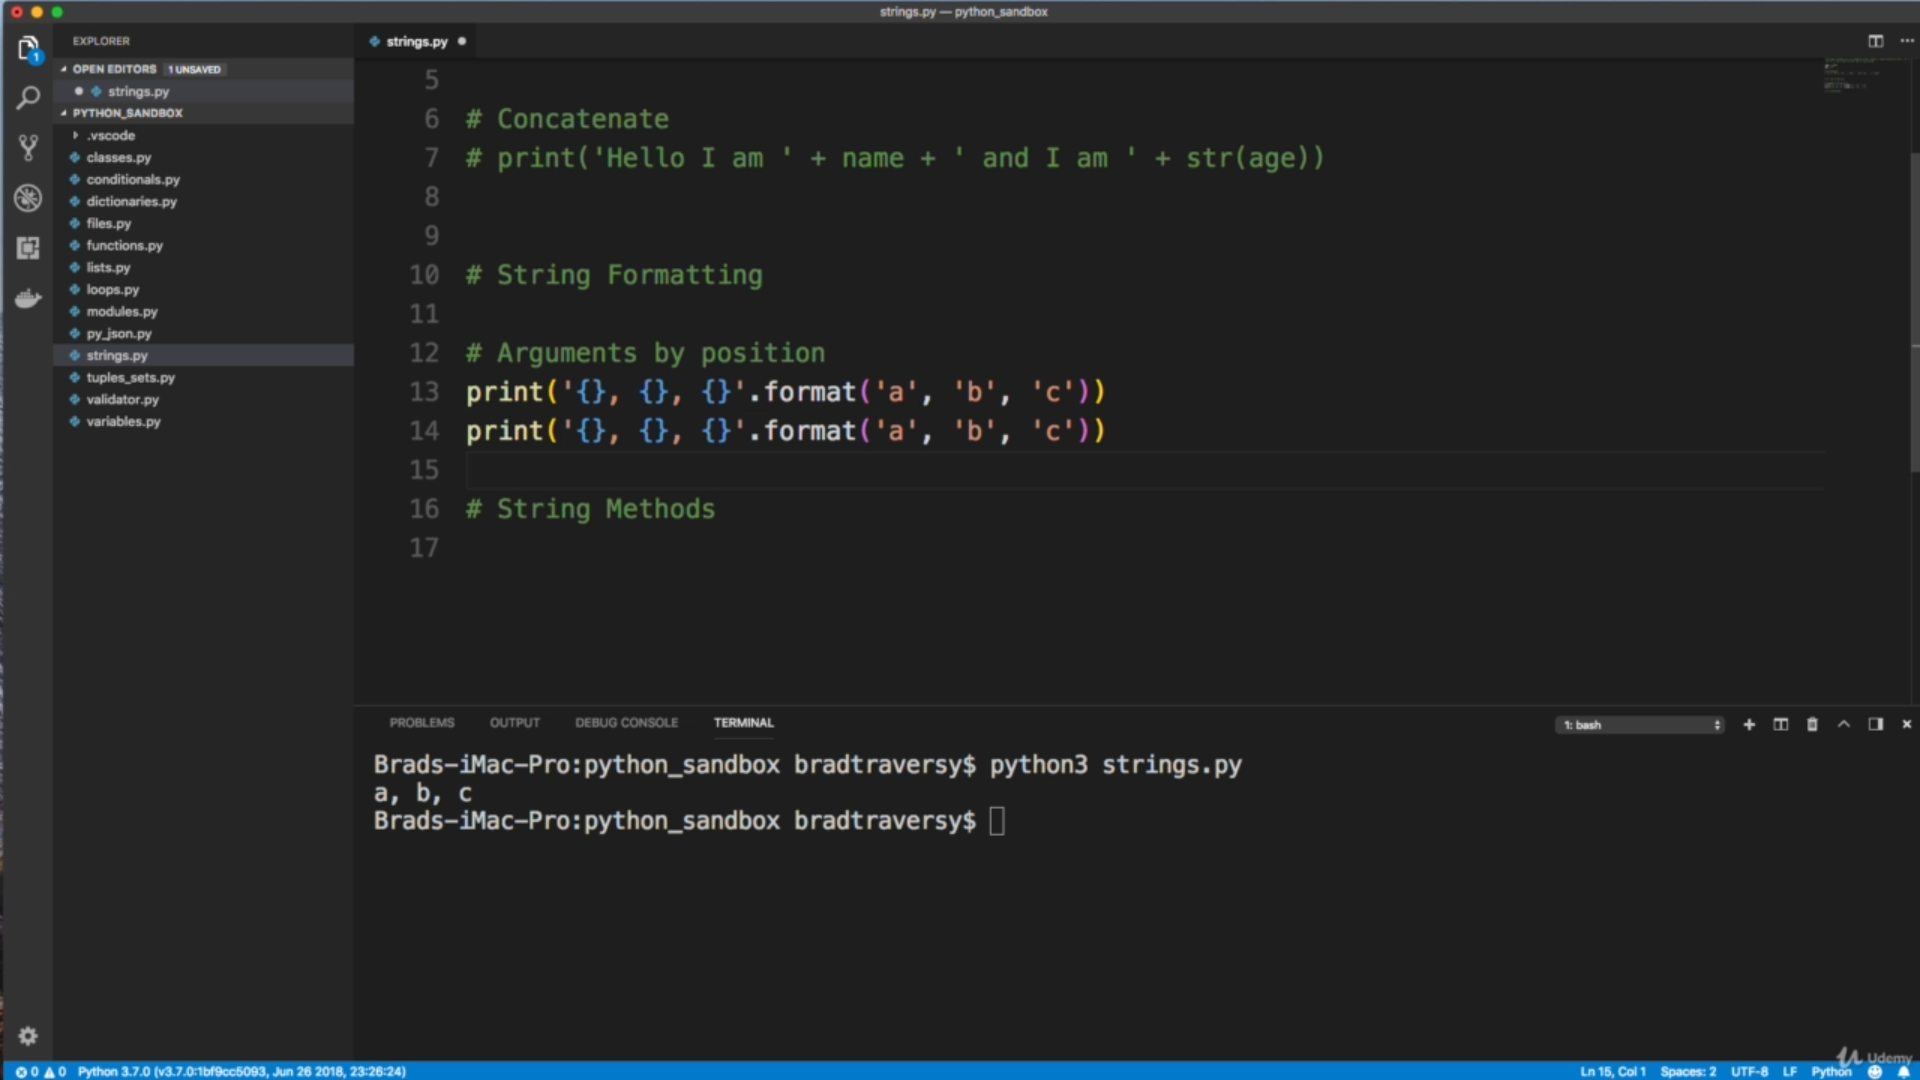 strings.py — python_sandbox
EXPLORER
OPEN EDITORS 1 UNSAVED
strings.py
PYTHON_SANDBOX
.vscode
classes.py
conditionals.py
dictionaries.py
files.py
functions.py
lists.py
loops.py
modules.py
py_json.py
strings.py
tuples_sets.py
validator.py
variables.py
1
strings.py
5
6 # Concatenate
7 # print('Hello I am ' + name + ' and I am ' + str(age))
8
9
10 # String Formatting
11
12 # Arguments by position
13 print('{}, {}, {}'.format('a', 'b', 'c'))
14 print('{}, {}, {}'.format('a', 'b', 'c'))
15
16 # String Methods
17
PROBLEMS OUTPUT DEBUG CONSOLE TERMINAL 1: bash
Brads-iMac-Pro:python_sandbox bradtraversy$ python3 strings.py
a, b, c
Brads-iMac-Pro:python_sandbox bradtraversy$
Udemy
0 0 Python 3.7.0 (v3.7.0:1bf9cc5093, Jun 26 2018, 23:26:24) Ln 15, Col 1 Spaces: 2 UTF-8 LF Python